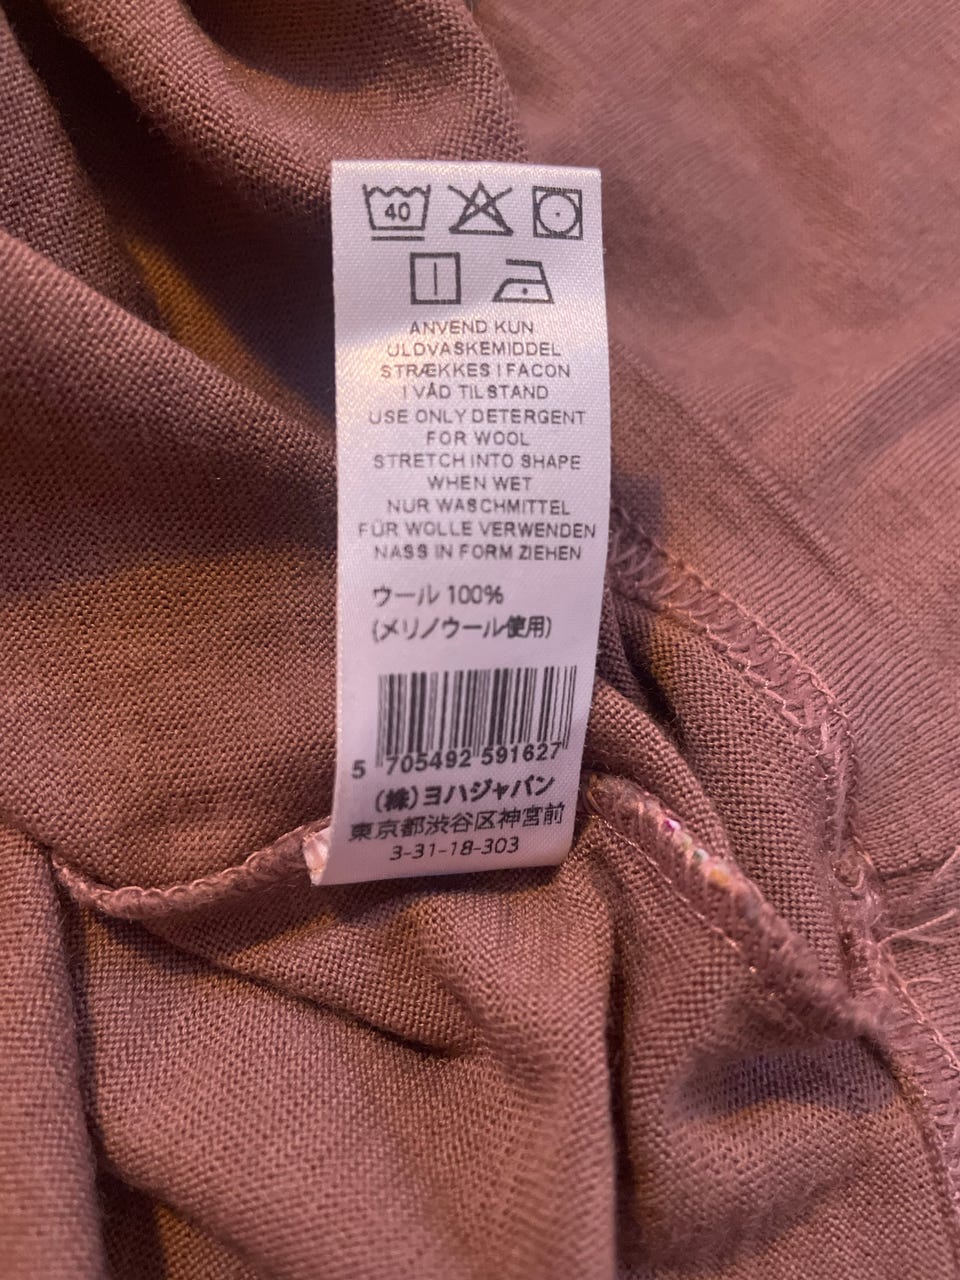 40
ANVEND KUN
ULDVASKEMIDDEL
STRÆKKES I FACON
I VÅD TILSTAND
USE ONLY DETERGENT
FOR WOOL
STRETCH INTO SHAPE
WHEN WET
NUR WASCHMITTEL
FÜR WOLLE VERWENDEN
NASS IN FORM ZIEHEN
ウール 100%
(メリノウール使用)
5 705492 591627
(株)ヨハジャパン
東京都渋谷区神宮前
3-31-18-303